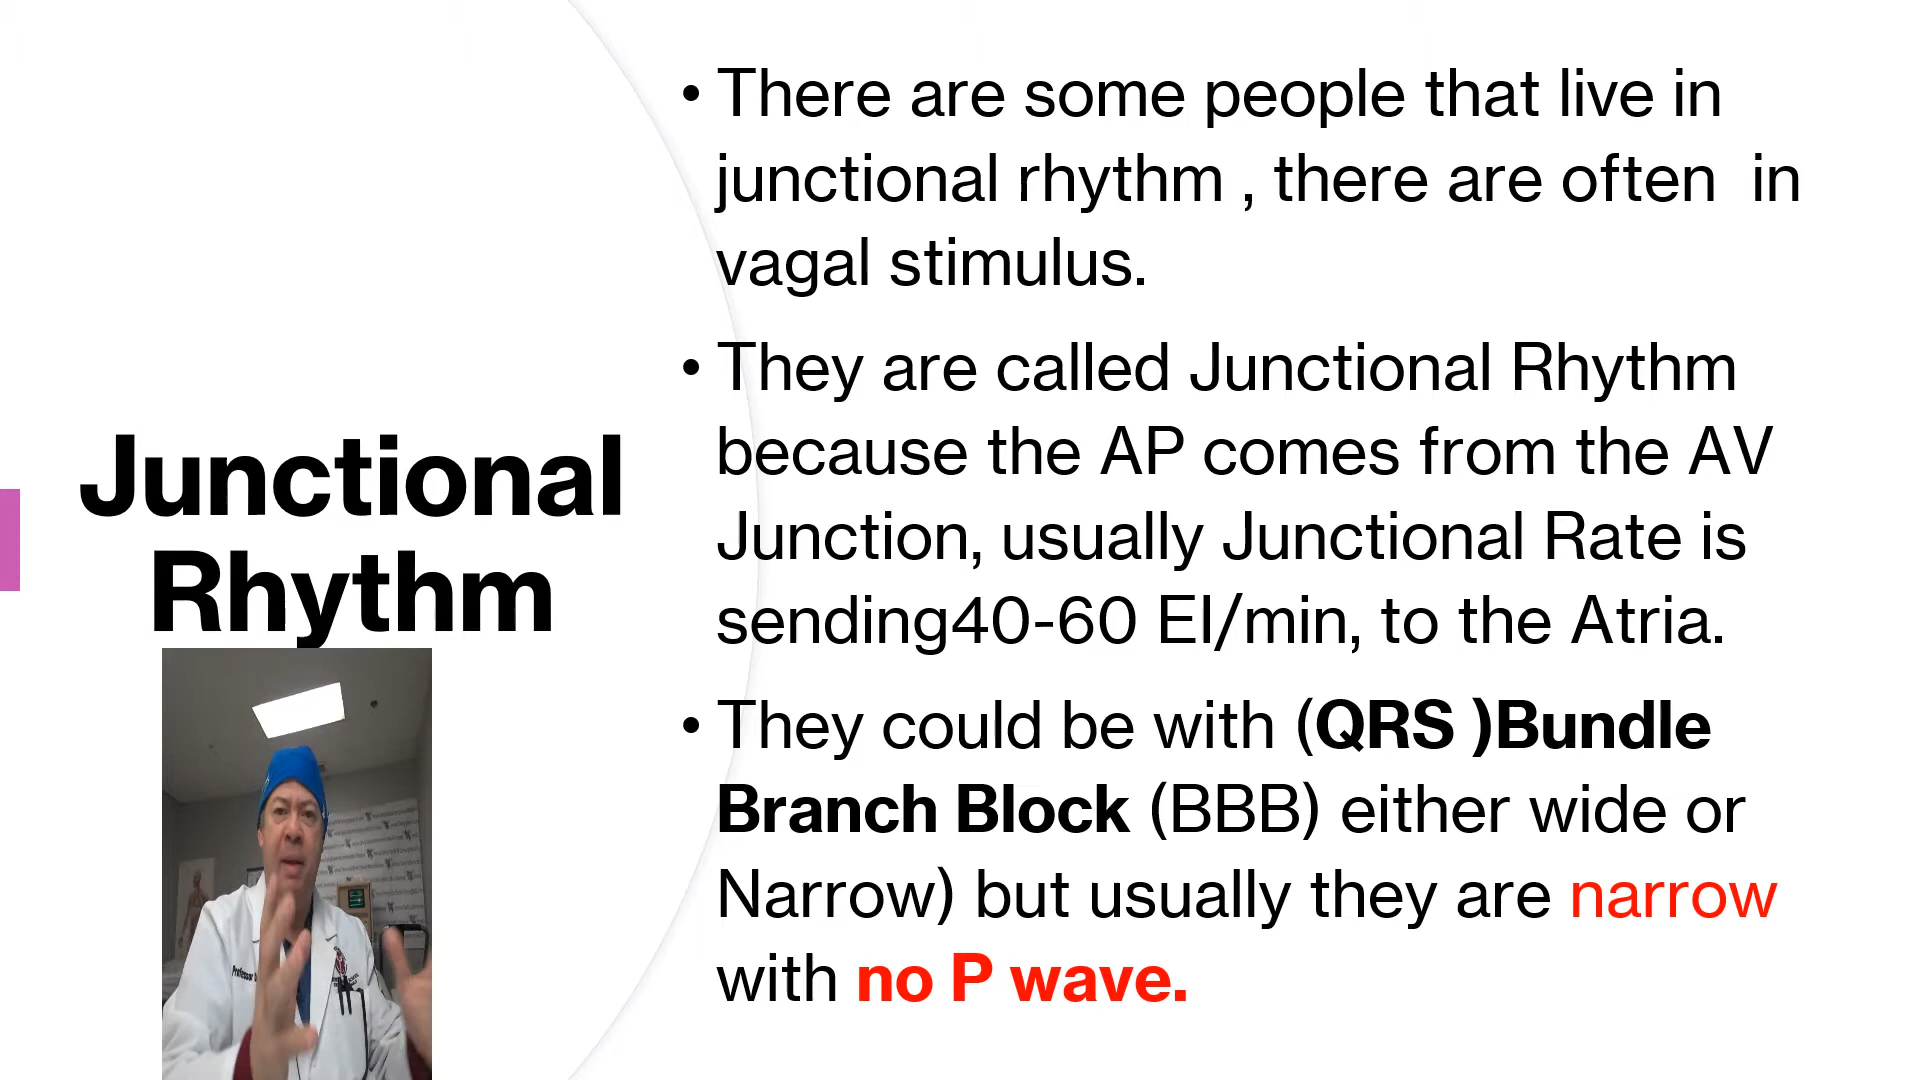 Junctional
Rhythm
• There are some people that live in
junctional rhythm , there are often  in
vagal stimulus.
• They are called Junctional Rhythm
because the AP comes from the AV
Junction, usually Junctional Rate is
sending40-60 EI/min, to the Atria.
• They could be with (QRS )Bundle
Branch Block (BBB) either wide or
Narrow) but usually they are narrow
with no P wave.
Professor